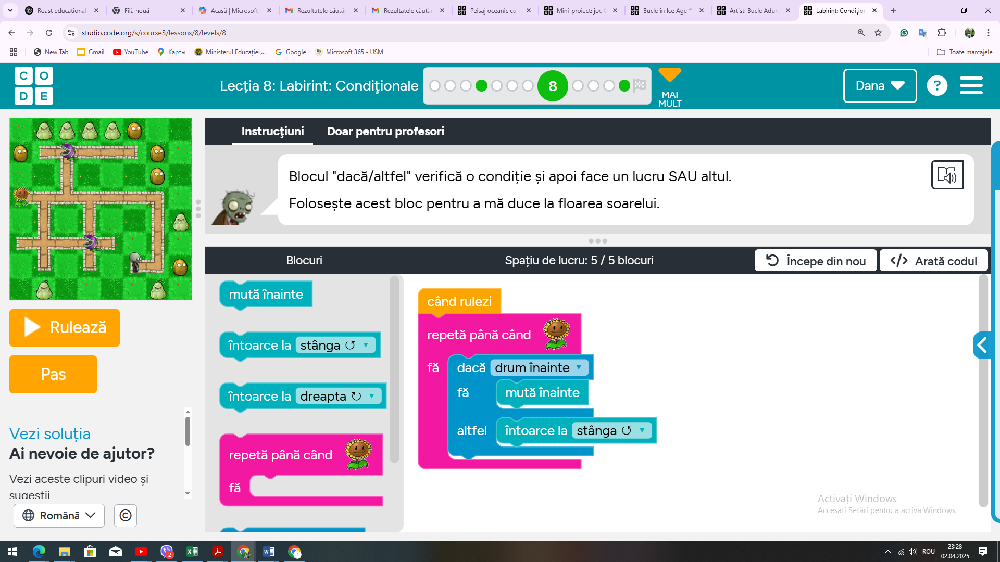 Roast educațional
Filă nouă
Acasă | Microsoft
Rezultatele căutăr
Rezultatele căutăr
Peisaj oceanic cu
Mini-proiect: joc
Bucle în Ice Age
Artist: Bucle Adun
Labirint: Condiţion
studio.code.org/s/course3/lessons/8/levels/8
New Tab
Gmail
YouTube
Карты
Ministerul Educației,...
Google
Microsoft 365 - USM
Toate marcajele
C O
D E
Lecția 8: Labirint: Condiţionale
8
MAI
MULT
Dana
?
Instrucţiuni
Doar pentru profesori
Blocul "dacă/altfel" verifică o condiție și apoi face un lucru SAU altul.
Folosește acest bloc pentru a mă duce la floarea soarelui.
Blocuri
Spațiu de lucru: 5 / 5 blocuri
Începe din nou
</> Arată codul
mută înainte
întoarce la stânga ↺
întoarce la dreapta ↻
repetă până când
fă
când rulezi
repetă până când
fă
dacă drum înainte
fă
mută înainte
altfel
întoarce la stânga ↺
Rulează
Pas
Vezi soluția
Ai nevoie de ajutor?
Vezi aceste clipuri video și
sugestii
Română
©
Activați Windows
Accesați Setări pentru a activa Windows.
2
ROU
23:28
02.04.2025